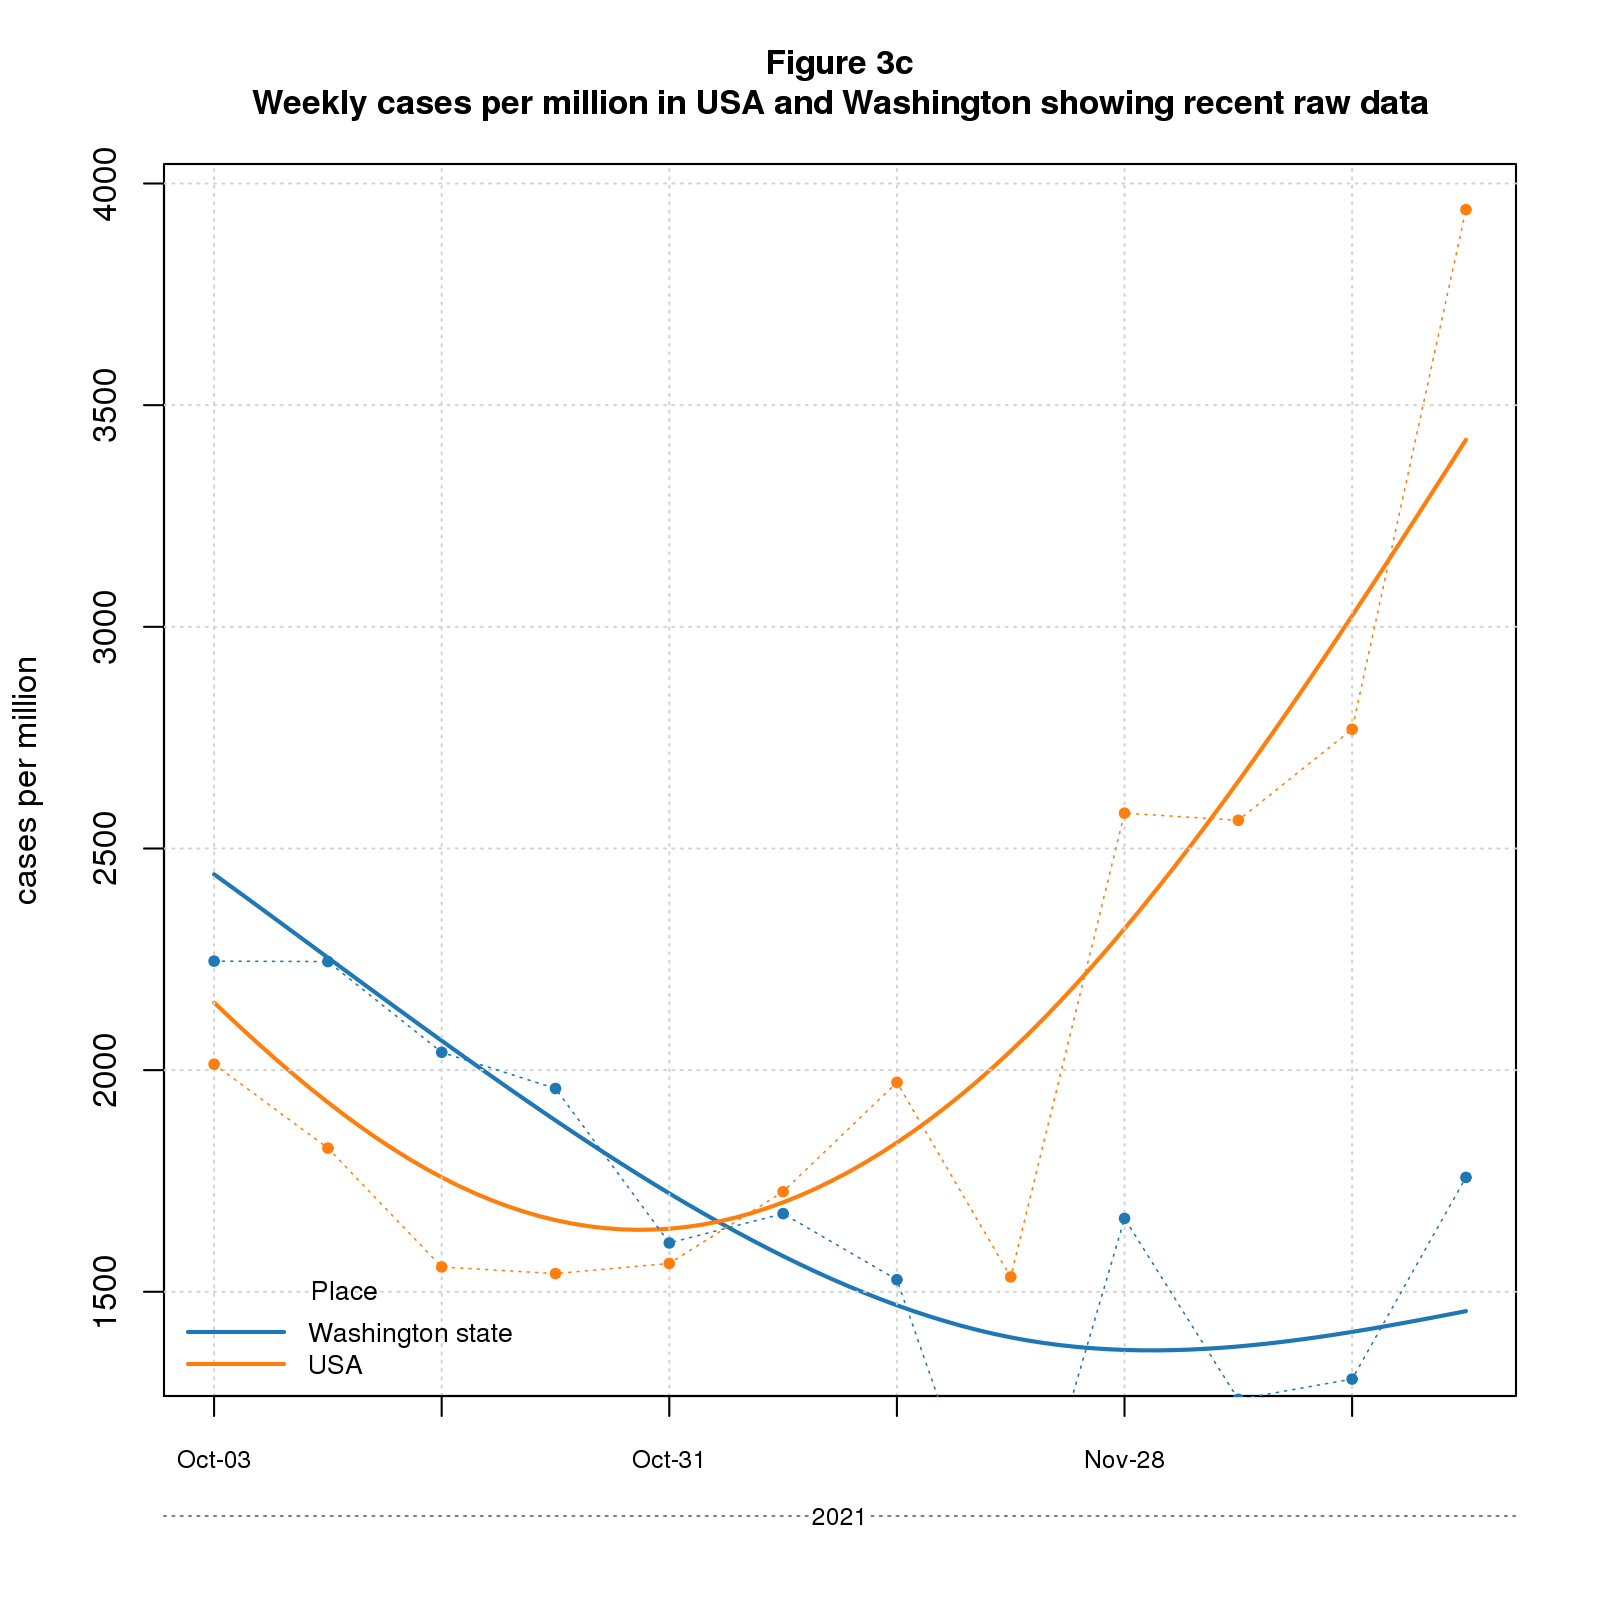 Figure 3c
Weekly cases per million in USA and Washington showing recent raw data
cases per million
4000
3500
3000
2500
2000
1500
Place
Washington state
USA
Oct-03
Oct-31
Nov-28
2021